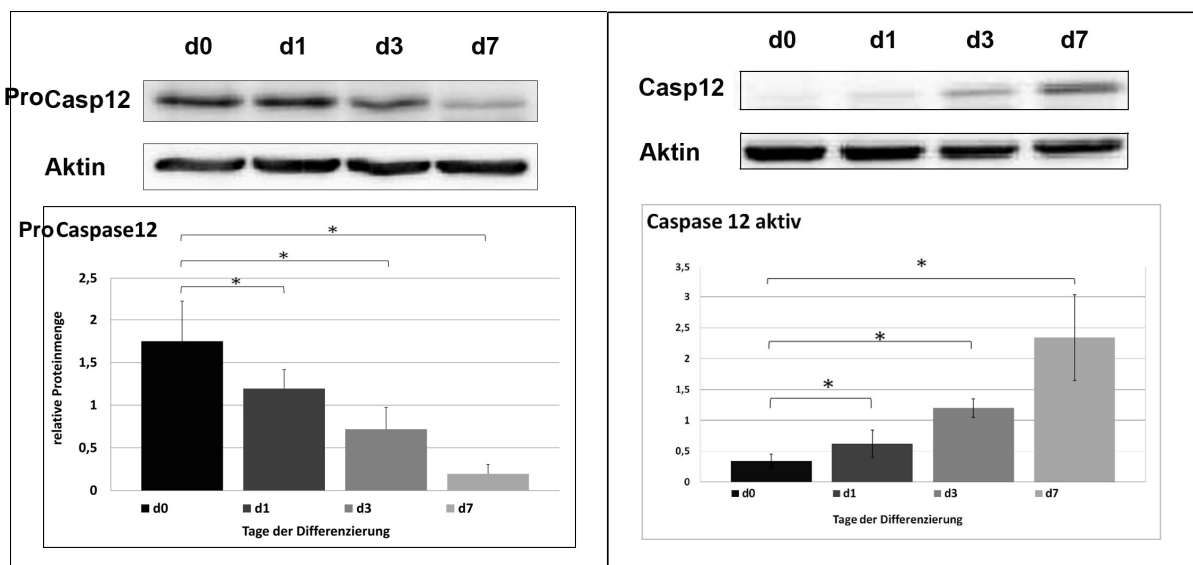 d0 d1 d3 d7
ProCasp12
Aktin
ProCaspase12
*
*
*
relative Proteinmenge
2,5
2
1,5
1
0,5
0
d0 d1 d3 d7
Tage der Differenzierung
d0 d1 d3 d7
Casp12
Aktin
Caspase 12 aktiv
*
*
*
3,5
3
2,5
2
1,5
1
0,5
0
d0 d1 d3 d7
Tage der Differenzierung